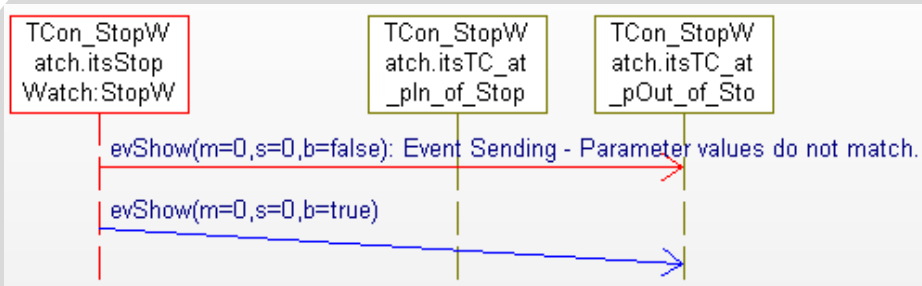 TCon_StopW
atch.itsStop
Watch:StopW
TCon_StopW
atch.itsTC_at
_pIn_of_Stop
TCon_StopW
atch.itsTC_at
_pOut_of_Sto
evShow(m=0,s=0,b=false): Event Sending - Parameter values do not match.
evShow(m=0,s=0,b=true)